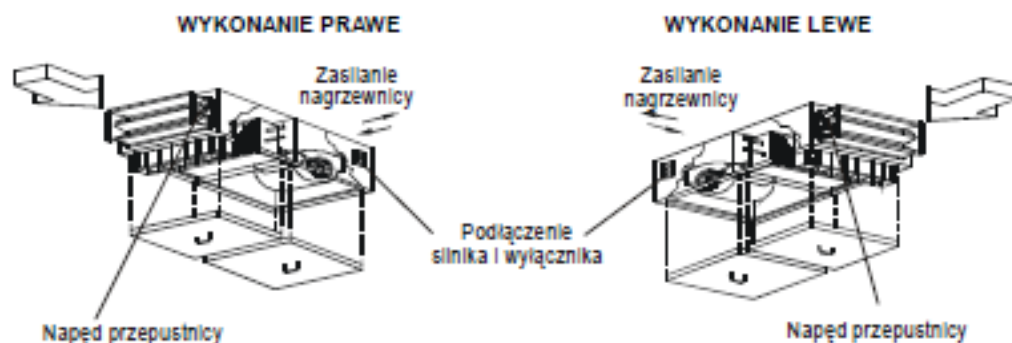 WYKONANIE PRAWE
WYKONANIE LEWE
Zasilanie
nagrzewnicy
Zasilanie
nagrzewnicy
Podłączenie
silnika i wyłącznika
Napęd przepustnicy
Napęd przepustnicy